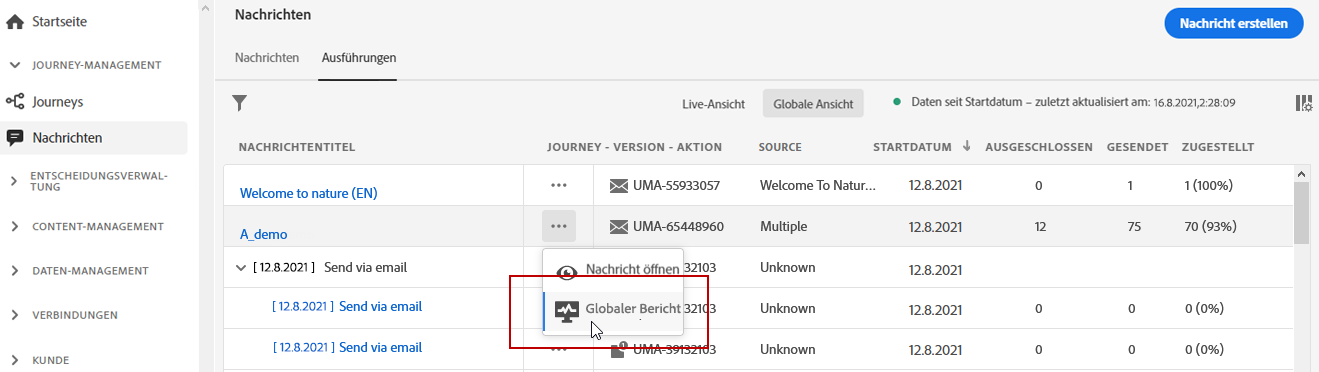 Startseite
JOURNEY-MANAGEMENT
Journeys
Nachrichten
ENTSCHEIDUNGSVERWAL-
TUNG
CONTENT-MANAGEMENT
DATEN-MANAGEMENT
VERBINDUNGEN
KUNDE
Nachrichten
Nachricht erstellen
Nachrichten Ausführungen
Live-Ansicht Globale Ansicht Daten seit Startdatum – zuletzt aktualisiert am: 16.8.2021,2:28:09
NACHRICHTENTITEL JOURNEY - VERSION - AKTION SOURCE STARTDATUM AUSGESCHLOSSEN GESENDET ZUGESTELLT
Welcome to nature (EN) UMA-55933057 Welcome To Natur... 12.8.2021 0 1 1 (100%)
A_demo UMA-65448960 Multiple 12.8.2021 12 75 70 (93%)
[ 12.8.2021 ] Send via email 32103 Unknown 12.8.2021
Nachricht öffnen
[ 12.8.2021 ] Send via email 32103 Unknown 12.8.2021 0 0 0 (0%)
Globaler Bericht
[ 12.8.2021 ] Send via email UMA-39132103 Unknown 12.8.2021 0 0 0 (0%)